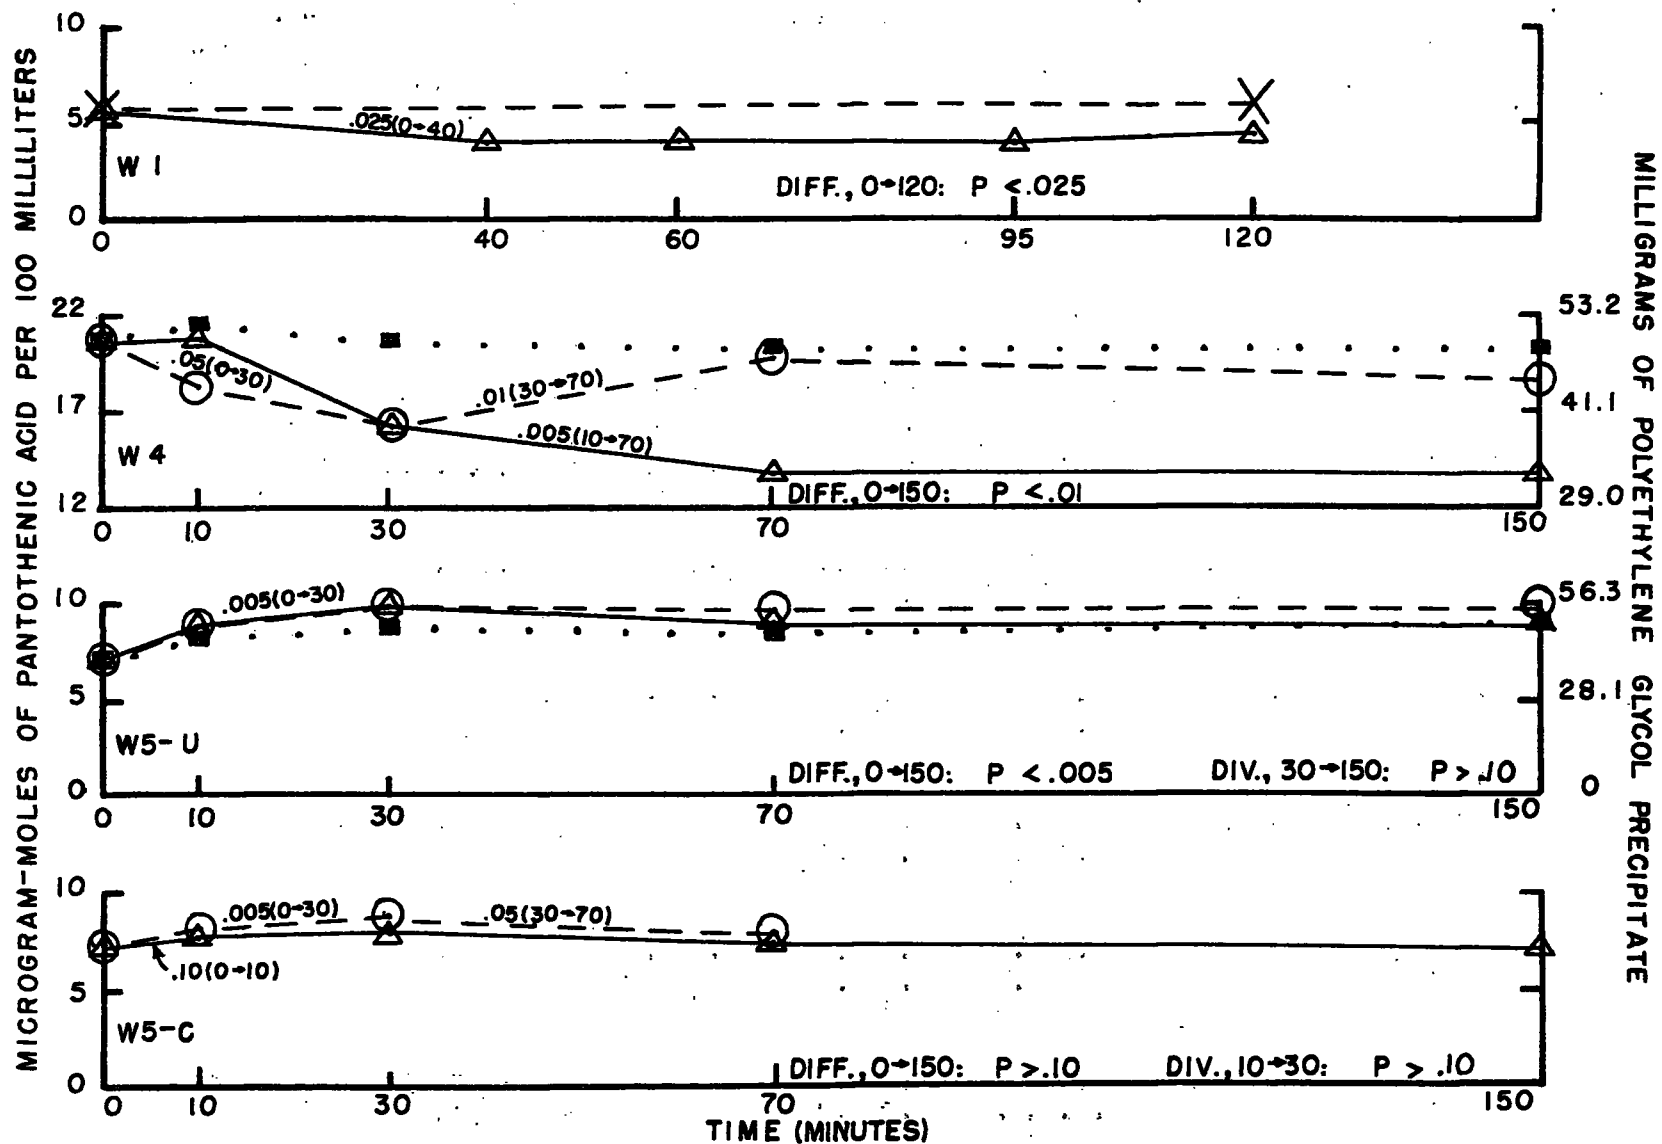 MICROGRAM-MOLES OF PANTOTHENIC ACID PER 100 MILLILITERS
MILLIGRAMS OF POLYETHYLENE GLYCOL PRECIPITATE
10
5
0
.025(0→40)
W 1
DIFF., 0→120: P <.025
0 40 60 95 120
22
17
12
53.2
41.1
29.0
.05(0→30)
.01(30→70)
.005(10→70)
W 4
DIFF., 0→150: P <.01
0 10 30 70 150
10
5
0
56.3
28.1
0
.005(0→30)
W5-U
DIFF., 0→150: P <.005 DIV., 30→150: P > .10
0 10 30 70 150
10
5
0
.005(0→30)
.05(30→70)
.10(0→10)
W5-C
DIFF., 0→150: P >.10 DIV., 10→30: P > .10
0 10 30 70 150
TIME (MINUTES)